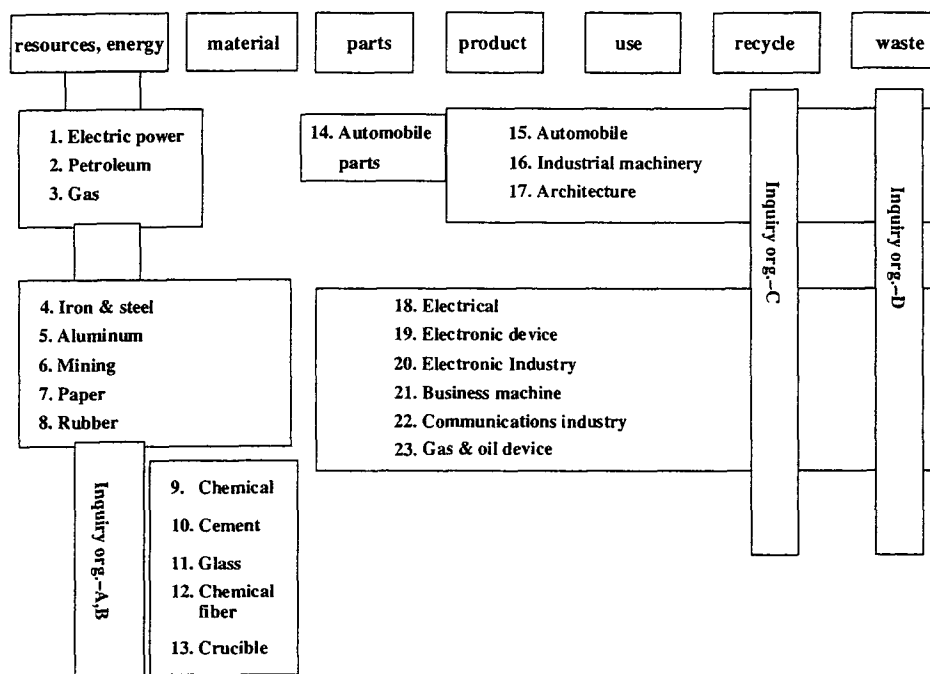 resources, energy
material
parts
product
use
recycle
waste
1. Electric power
2. Petroleum
3. Gas
14. Automobile
parts
15. Automobile
16. Industrial machinery
17. Architecture
Inquiry org.-C
Inquiry org.-D
4. Iron & steel
5. Aluminum
6. Mining
7. Paper
8. Rubber
18. Electrical
19. Electronic device
20. Electronic Industry
21. Business machine
22. Communications industry
23. Gas & oil device
Inquiry org.-A,B
9. Chemical
10. Cement
11. Glass
12. Chemical
fiber
13. Crucible